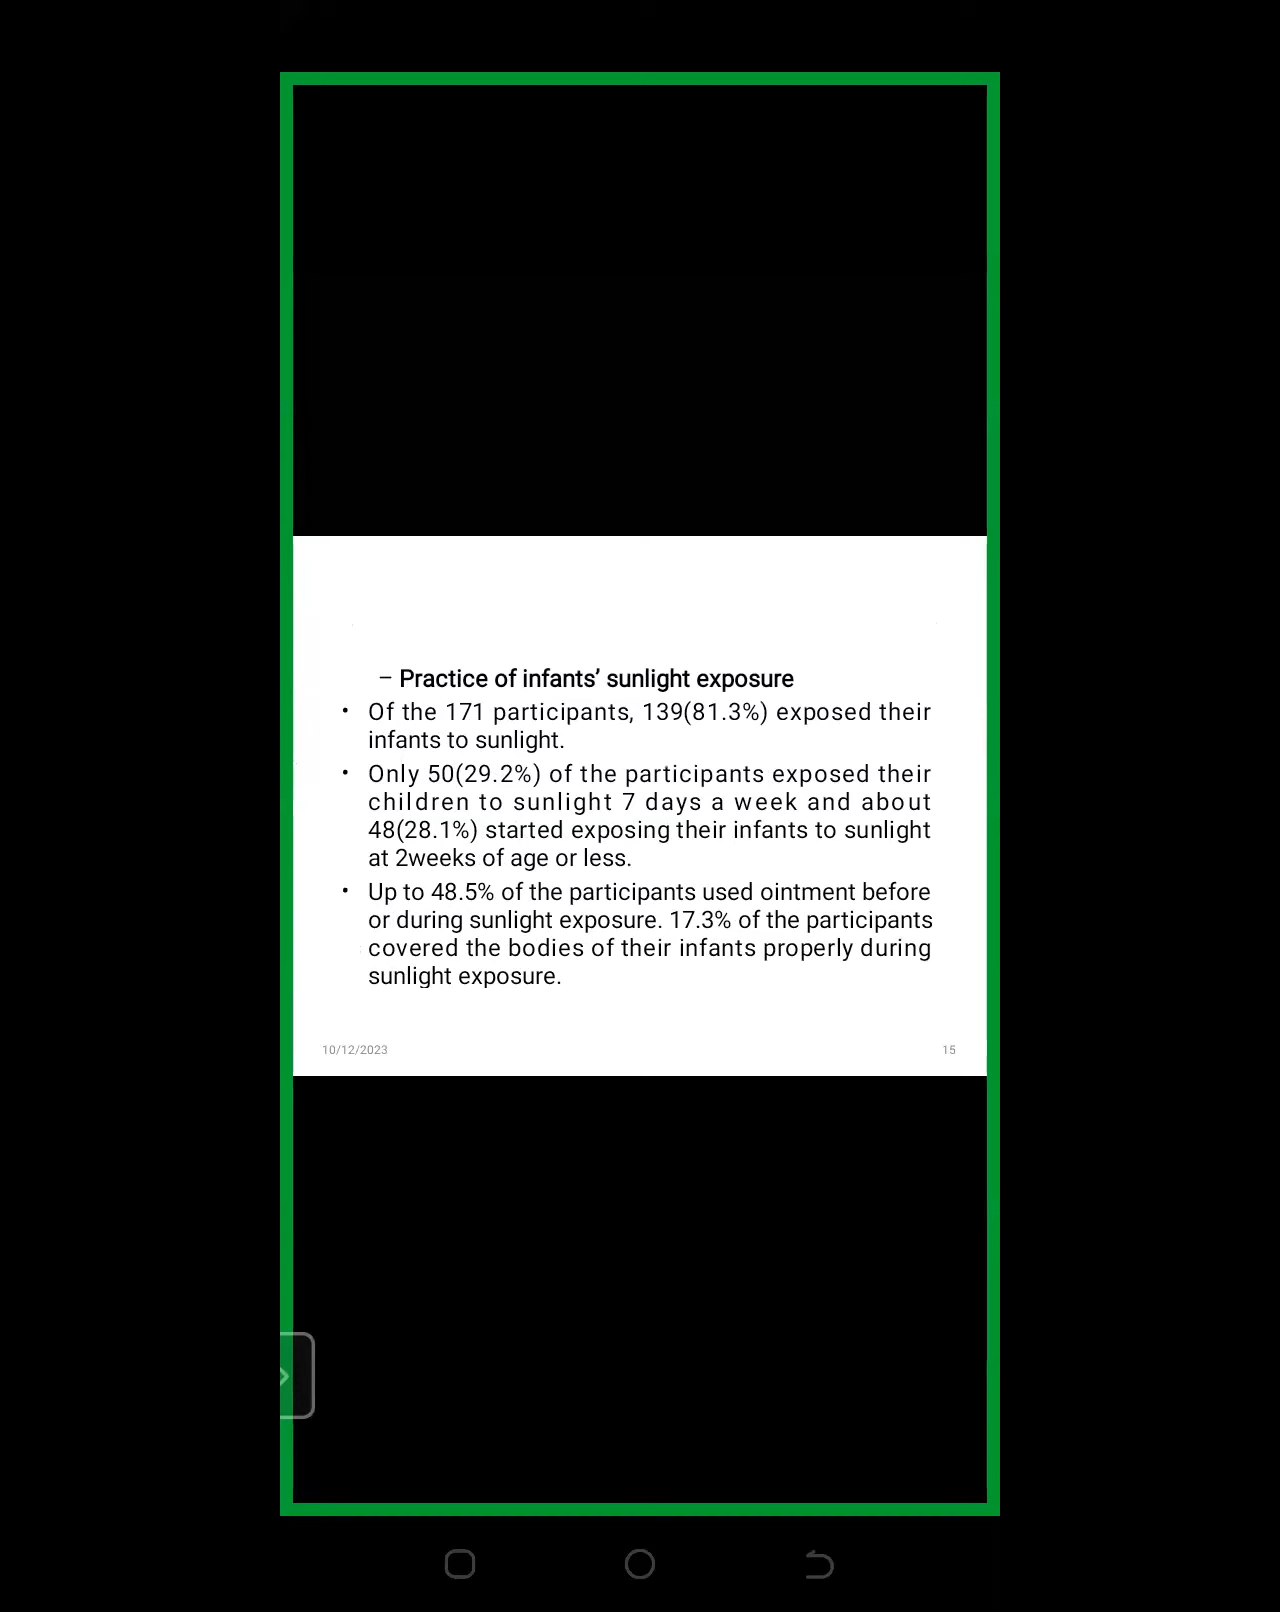 – Practice of infants’ sunlight exposure
• Of the 171 participants, 139(81.3%) exposed their
infants to sunlight.
• Only 50(29.2%) of the participants exposed their
children to sunlight 7 days a week and about
48(28.1%) started exposing their infants to sunlight
at 2weeks of age or less.
• Up to 48.5% of the participants used ointment before
or during sunlight exposure. 17.3% of the participants
covered the bodies of their infants properly during
sunlight exposure.
10/12/2023
15